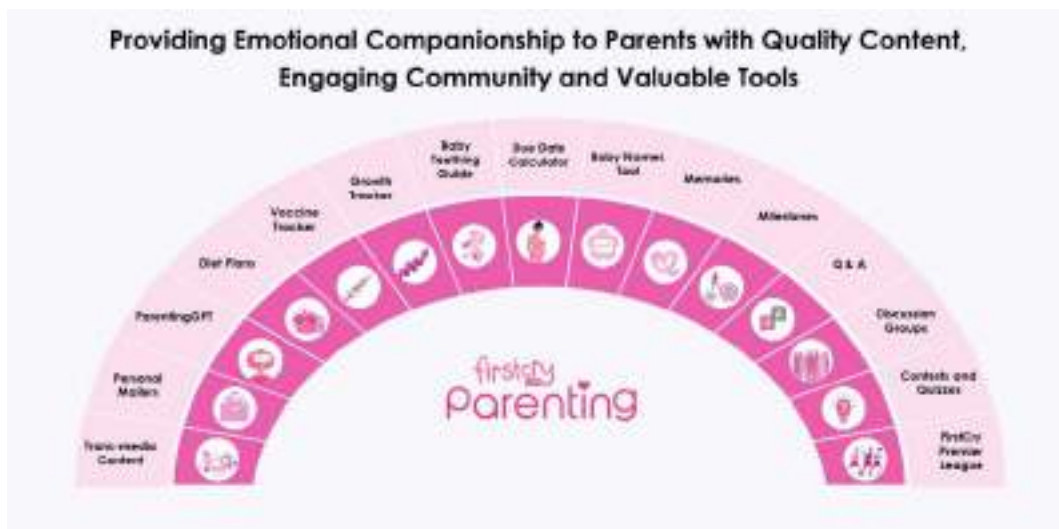 Providing Emotional Companionship to Parents with Quality Content,
Engaging Community and Valuable Tools
Trans-media
Content
Personal
Mailers
ParentingGPT
Diet Plans
Vaccine
Tracker
Growth
Tracker
Baby
Teething
Guide
Due Date
Calculator
Baby Names
Tool
Memories
Milestones
Q & A
Discussion
Groups
Contests and
Quizzes
FirstCry
Premier
League
firstcry
Parenting